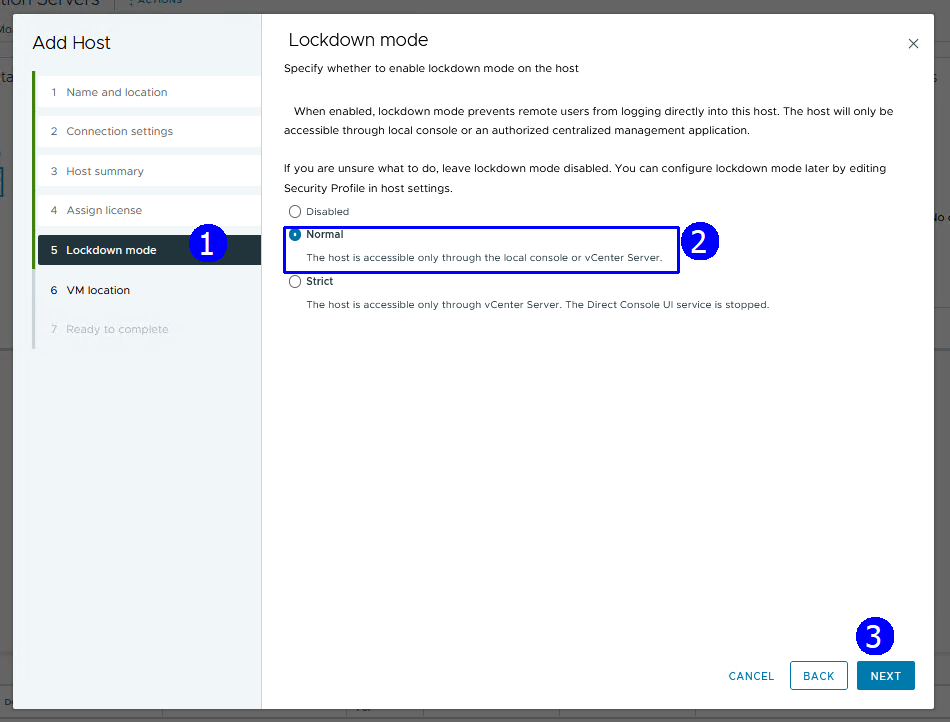 ction Servers
ACTIONS
Add Host
Lockdown mode
Specify whether to enable lockdown mode on the host
1 Name and location
When enabled, lockdown mode prevents remote users from logging directly into this host. The host will only be
2 Connection settings
accessible through local console or an authorized centralized management application.
3 Host summary
If you are unsure what to do, leave lockdown mode disabled. You can configure lockdown mode later by editing
Security Profile in host settings.
4 Assign license
Disabled
5 Lockdown mode
1
Normal
2
The host is accessible only through the local console or vCenter Server.
6 VM location
Strict
The host is accessible only through vCenter Server. The Direct Console UI service is stopped.
7 Ready to complete
3
CANCEL
BACK
NEXT